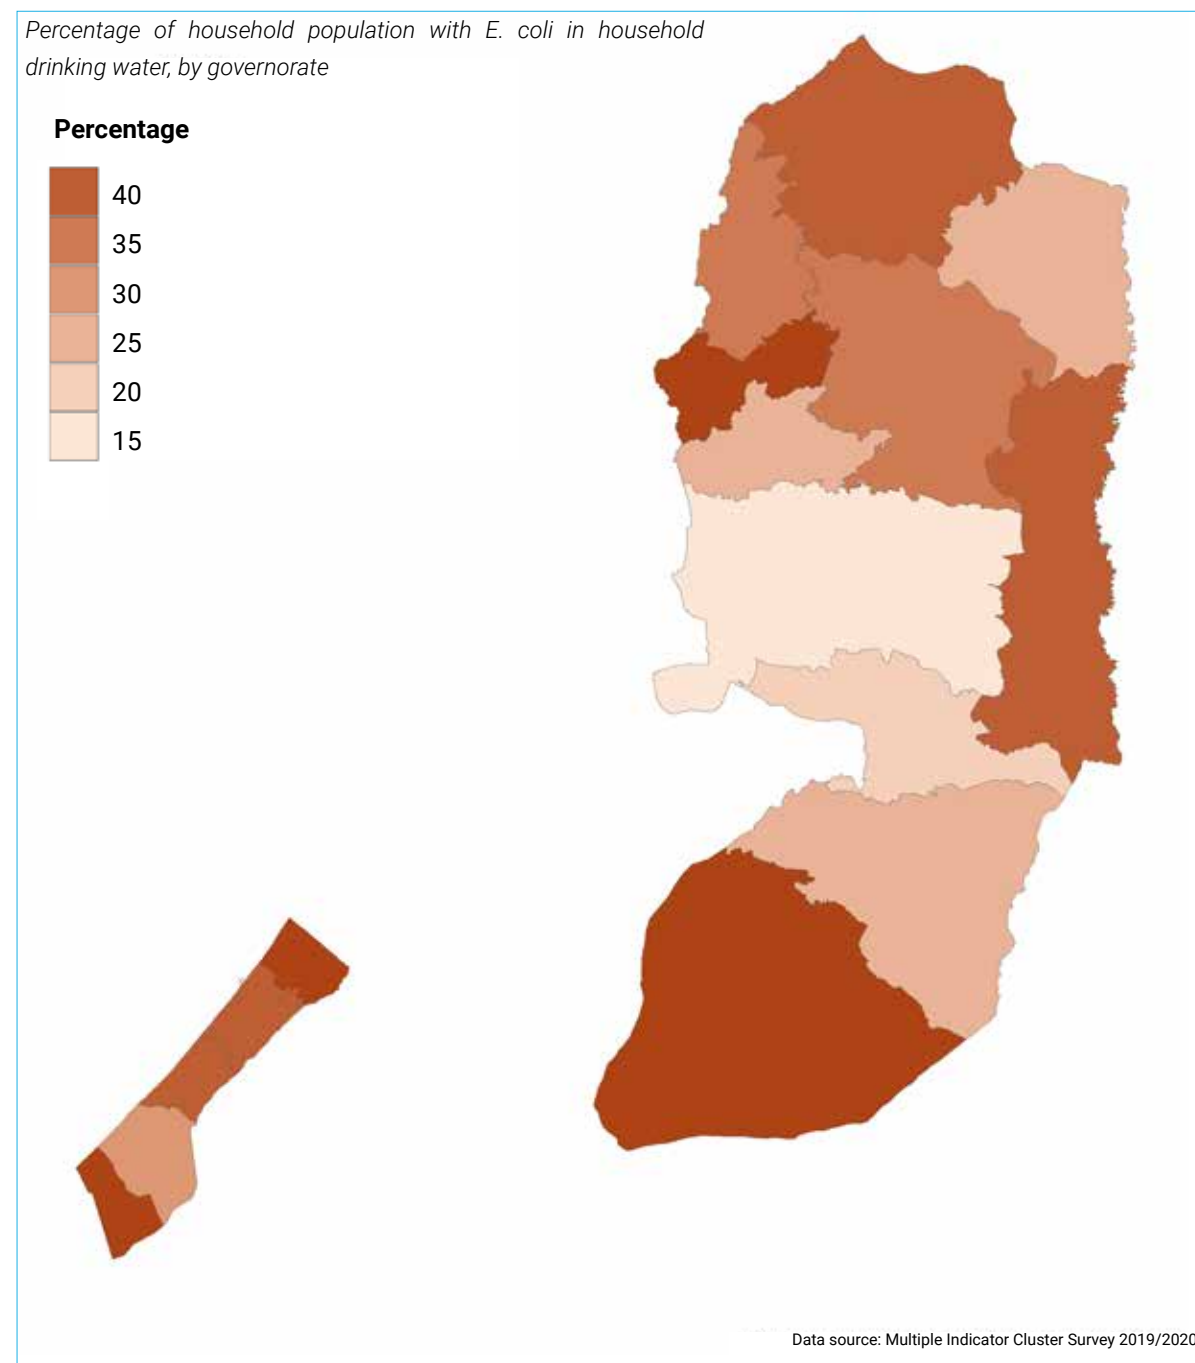 Percentage of household population with E. coli in household
drinking water, by governorate
Percentage
40
35
30
25
20
15
Data source: Multiple Indicator Cluster Survey 2019/2020